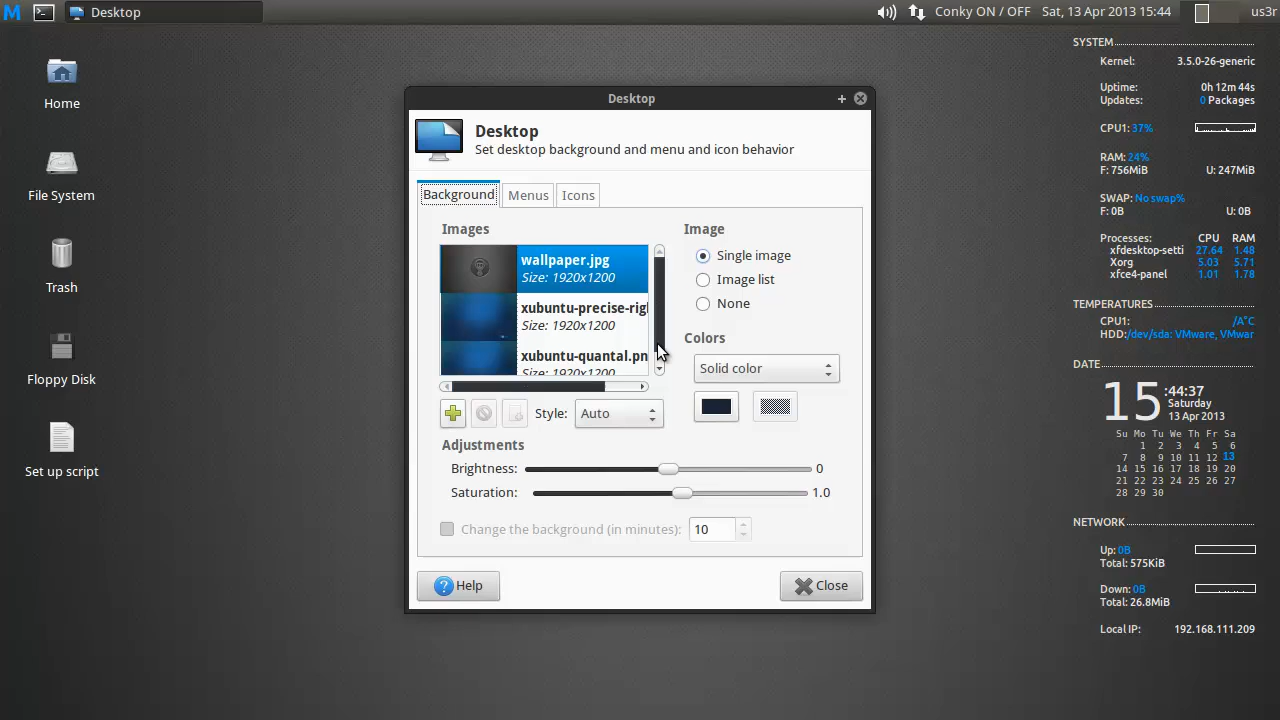 M Desktop Conky ON / OFF Sat, 13 Apr 2013 15:44 us3r
Home
File System
Trash
Floppy Disk
Set up script
Desktop
Desktop
Set desktop background and menu and icon behavior
Background Menus Icons
Images
wallpaper.jpg
Size: 1920x1200
xubuntu-precise-righ
Size: 1920x1200
xubuntu-quantal.pn
Size: 1920x1200
Style: Auto
Image
Single image
Image list
None
Colors
Solid color
Adjustments
Brightness: 0
Saturation: 1.0
Change the background (in minutes): 10
Help Close
SYSTEM
Kernel: 3.5.0-26-generic
Uptime: 0h 12m 44s
Updates: 0 Packages
CPU1: 37%
RAM: 24%
F: 756MiB U: 247MiB
SWAP: No swap%
F: 0B U: 0B
Processes: CPU RAM
xfdesktop-setti 27.64 1.48
Xorg 5.03 5.71
xfce4-panel 1.01 1.78
TEMPERATURES
CPU1: /A°C
HDD: /dev/sda: VMware, VMwar
DATE
15 :44:37
Saturday
13 Apr 2013
Su Mo Tu We Th Fr Sa
1 2 3 4 5 6
7 8 9 10 11 12 13
14 15 16 17 18 19 20
21 22 23 24 25 26 27
28 29 30
NETWORK
Up: 0B
Total: 575KiB
Down: 0B
Total: 26.8MiB
Local IP: 192.168.111.209